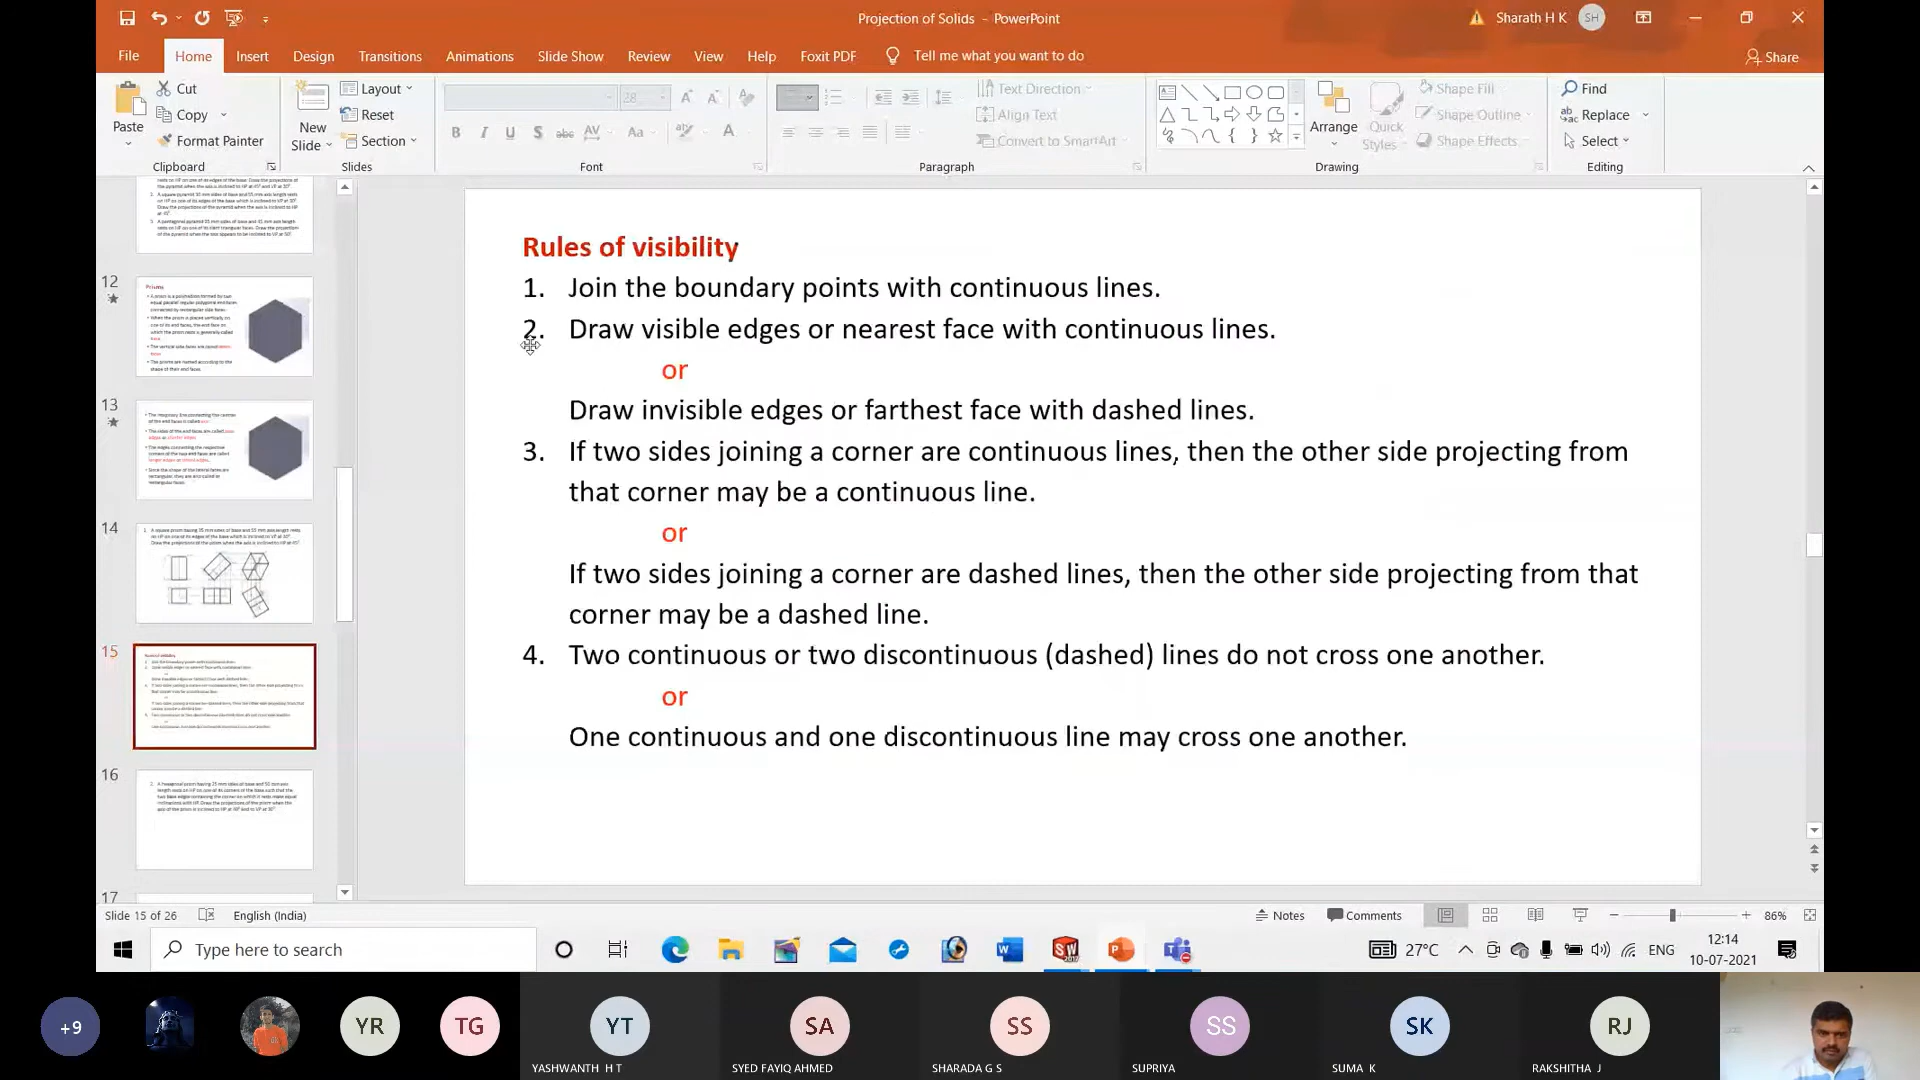 Projection of Solids - PowerPoint
Sharath H K
SH
File
Home
Insert
Design
Transitions
Animations
Slide Show
Review
View
Help
Foxit PDF
Tell me what you want to do
Share
Paste
Cut
Copy
Format Painter
Clipboard
New Slide
Layout
Reset
Section
Slides
28
Font
Text Direction
Align Text
Convert to SmartArt
Paragraph
Arrange
Quick Styles
Shape Fill
Shape Outline
Shape Effects
Drawing
Find
Replace
Select
Editing
12
13
14
15
16
17
Rules of visibility
1. Join the boundary points with continuous lines.
2. Draw visible edges or nearest face with continuous lines.
or
Draw invisible edges or farthest face with dashed lines.
3. If two sides joining a corner are continuous lines, then the other side projecting from
that corner may be a continuous line.
or
If two sides joining a corner are dashed lines, then the other side projecting from that
corner may be a dashed line.
4. Two continuous or two discontinuous (dashed) lines do not cross one another.
or
One continuous and one discontinuous line may cross one another.
Slide 15 of 26
English (India)
Notes
Comments
86%
Type here to search
27°C
ENG
12:14
10-07-2021
+9
YR
TG
YT
SA
SS
SS
SK
RJ
YASHWANTH H T
SYED FAYIQ AHMED
SHARADA G S
SUPRIYA
SUMA K
RAKSHITHA J